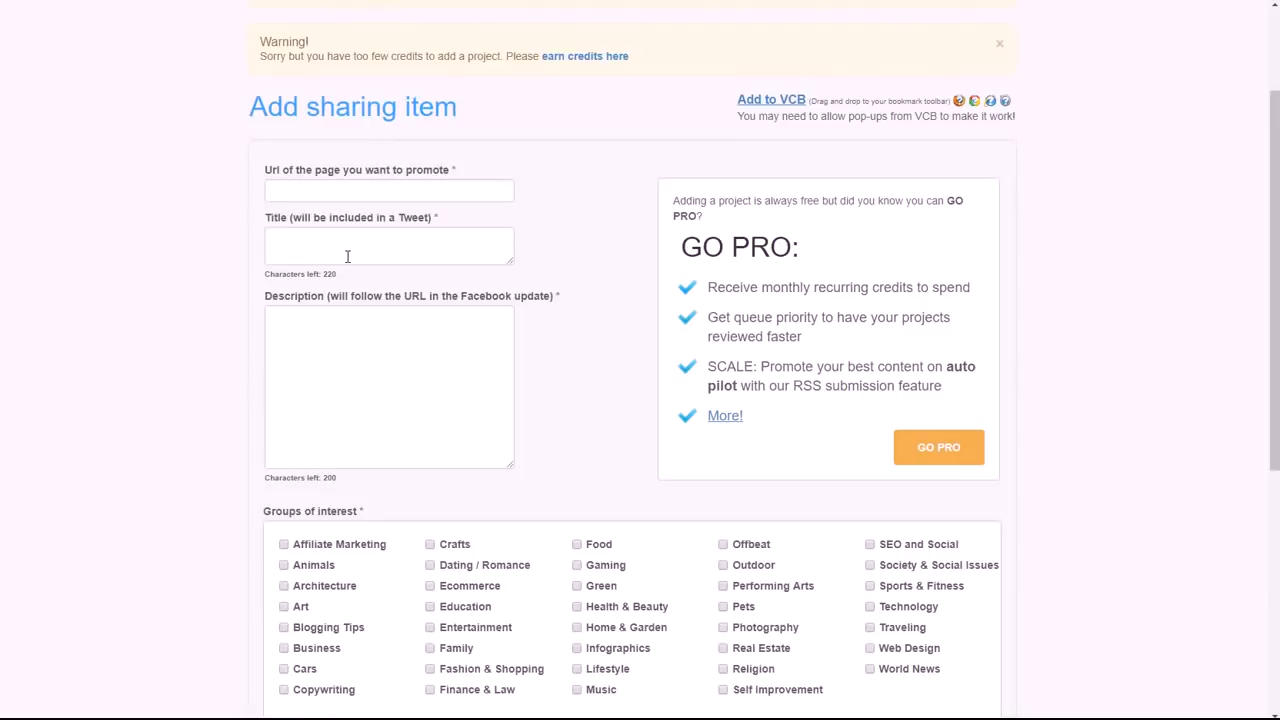 Warning!
Sorry but you have too few credits to add a project. Please earn credits here
×
Add sharing item
Add to VCB (Drag and drop to your bookmark toolbar)
You may need to allow pop-ups from VCB to make it work!
Url of the page you want to promote *
Title (will be included in a Tweet) *
Characters left: 220
Description (will follow the URL in the Facebook update) *
Characters left: 200
Adding a project is always free but did you know you can GO
PRO?
GO PRO:
Receive monthly recurring credits to spend
Get queue priority to have your projects
reviewed faster
SCALE: Promote your best content on auto
pilot with our RSS submission feature
More!
GO PRO
Groups of interest *
Affiliate Marketing Crafts Food Offbeat SEO and Social
Animals Dating / Romance Gaming Outdoor Society & Social Issues
Architecture Ecommerce Green Performing Arts Sports & Fitness
Art Education Health & Beauty Pets Technology
Blogging Tips Entertainment Home & Garden Photography Traveling
Business Family Infographics Real Estate Web Design
Cars Fashion & Shopping Lifestyle Religion World News
Copywriting Finance & Law Music Self Improvement